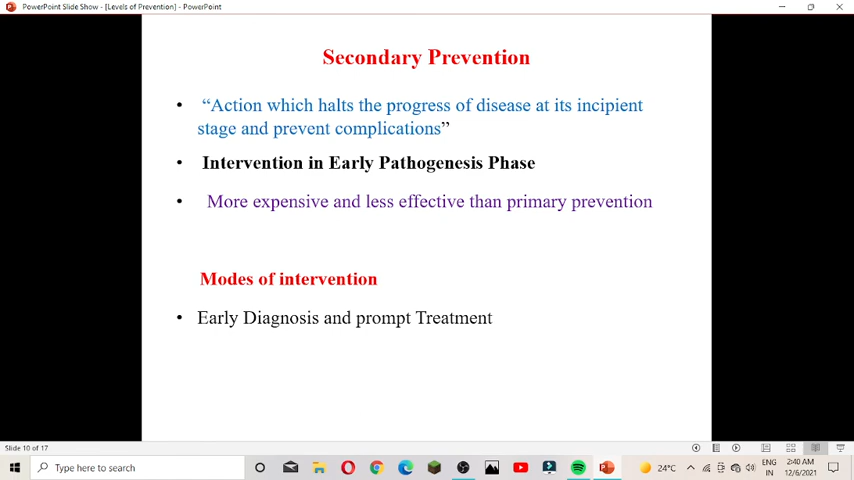 PowerPoint Slide Show - [Levels of Prevention] - PowerPoint
Secondary Prevention
• “Action which halts the progress of disease at its incipient
stage and prevent complications”
• Intervention in Early Pathogenesis Phase
• More expensive and less effective than primary prevention
Modes of intervention
• Early Diagnosis and prompt Treatment
Slide 10 of 17
Type here to search
24°C
ENG
IN
2:40 AM
12/6/2021